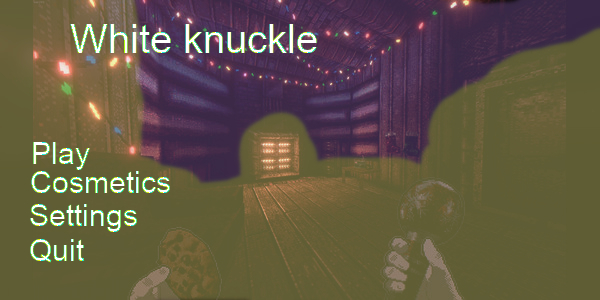 White knuckle
Play
Cosmetics
Settings
Quit